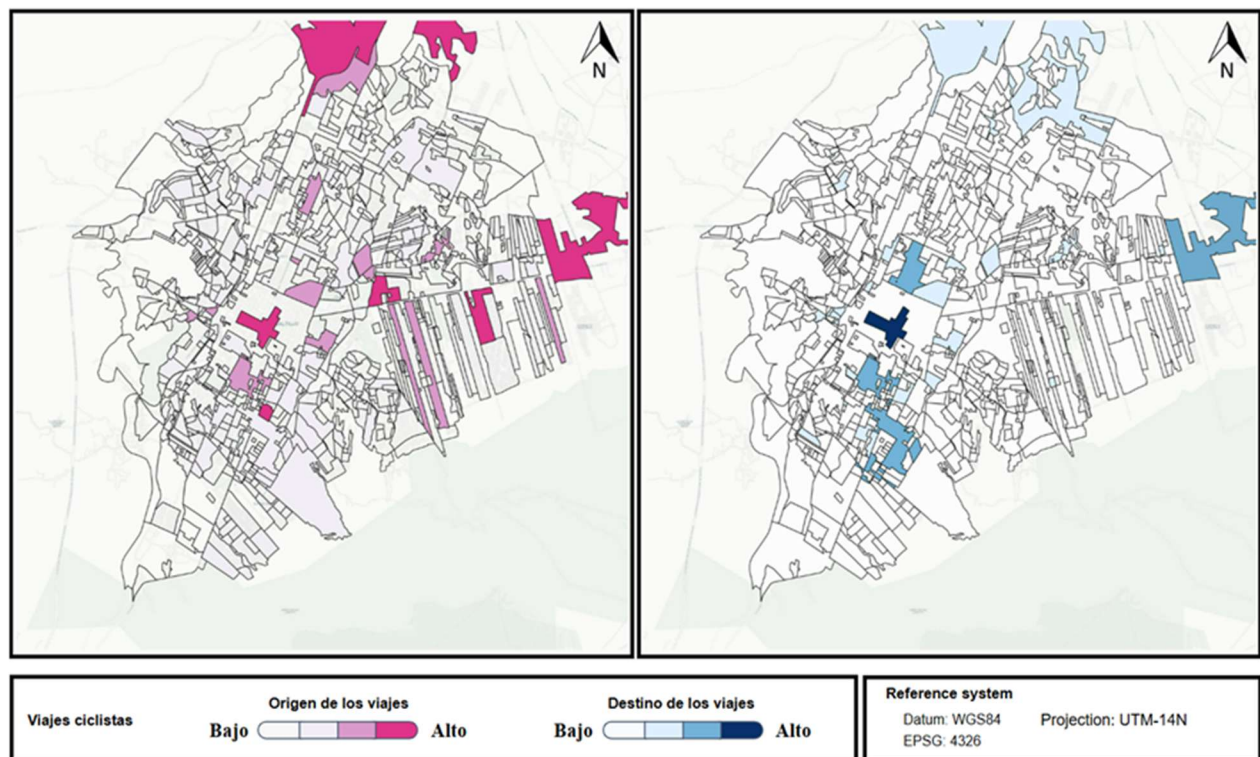 N
N
Viajes ciclistas
Origen de los viajes
Bajo
Alto
Destino de los viajes
Bajo
Alto
Reference system
Datum: WGS84
Projection: UTM-14N
EPSG: 4326